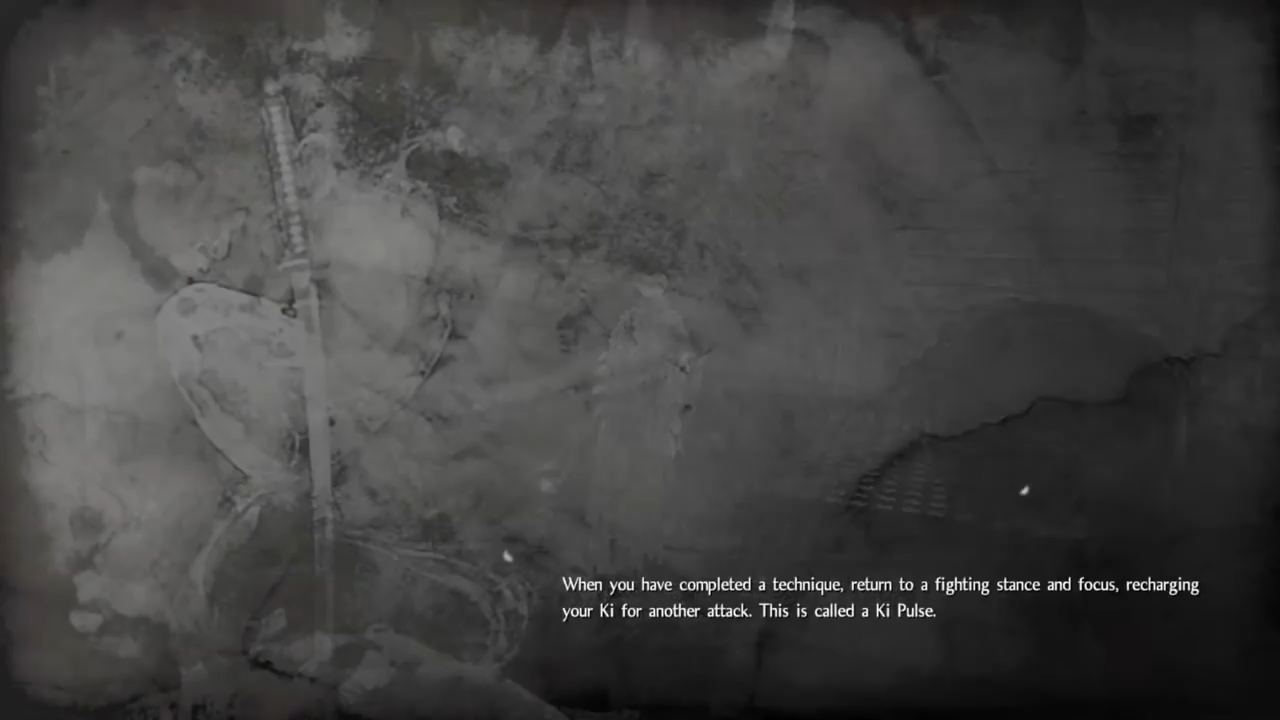 When you have completed a technique, return to a fighting stance and focus, recharging
your Ki for another attack. This is called a Ki Pulse.